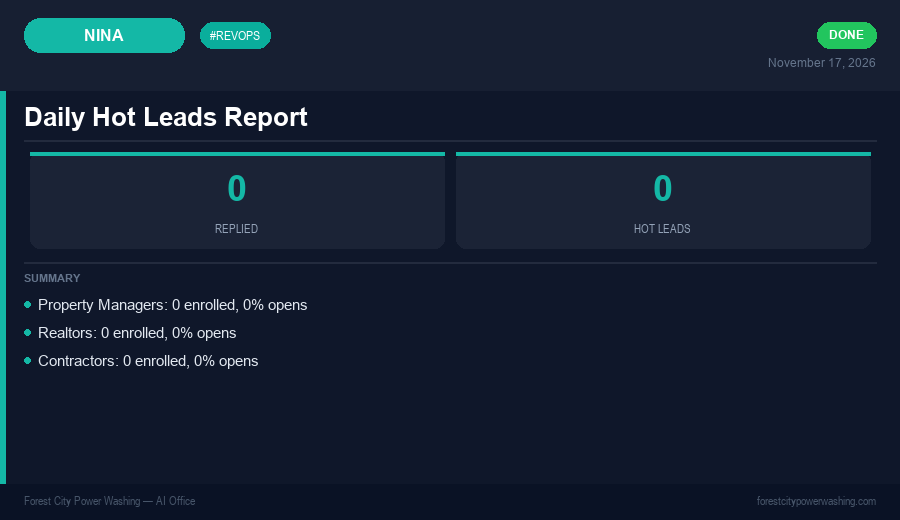 NINA
#REVOPS
DONE
November 17, 2026
Daily Hot Leads Report
0
REPLIED
0
HOT LEADS
SUMMARY
Property Managers: 0 enrolled, 0% opens
Realtors: 0 enrolled, 0% opens
Contractors: 0 enrolled, 0% opens
Forest City Power Washing — AI Office
forestcitypowerwashing.com